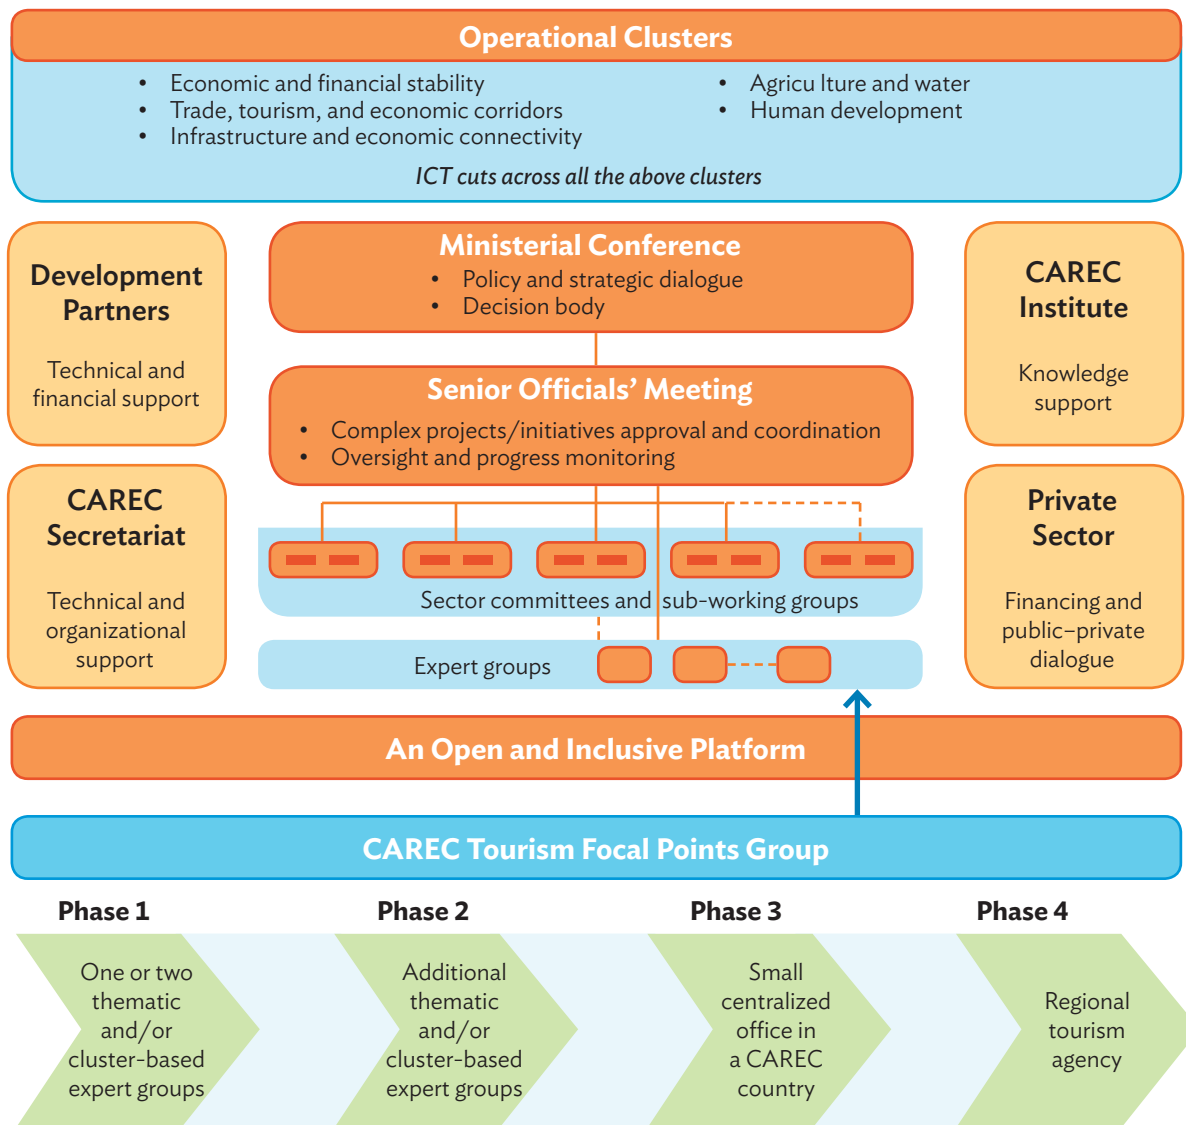 Operational Clusters
• Economic and financial stability
• Trade, tourism, and economic corridors
• Infrastructure and economic connectivity
• Agricu lture and water
• Human development
ICT cuts across all the above clusters
Development
Partners
Technical and
financial support
Ministerial Conference
• Policy and strategic dialogue
• Decision body
CAREC
Institute
Knowledge
support
Senior Officials’ Meeting
• Complex projects/initiatives approval and coordination
• Oversight and progress monitoring
CAREC
Secretariat
Technical and
organizational
support
Sector committees and sub-working groups
Expert groups
Private
Sector
Financing and
public–private
dialogue
An Open and Inclusive Platform
CAREC Tourism Focal Points Group
Phase 1
One or two
thematic
and/or
cluster-based
expert groups
Phase 2
Additional
thematic
and/or
cluster-based
expert groups
Phase 3
Small
centralized
office in
a CAREC
country
Phase 4
Regional
tourism
agency